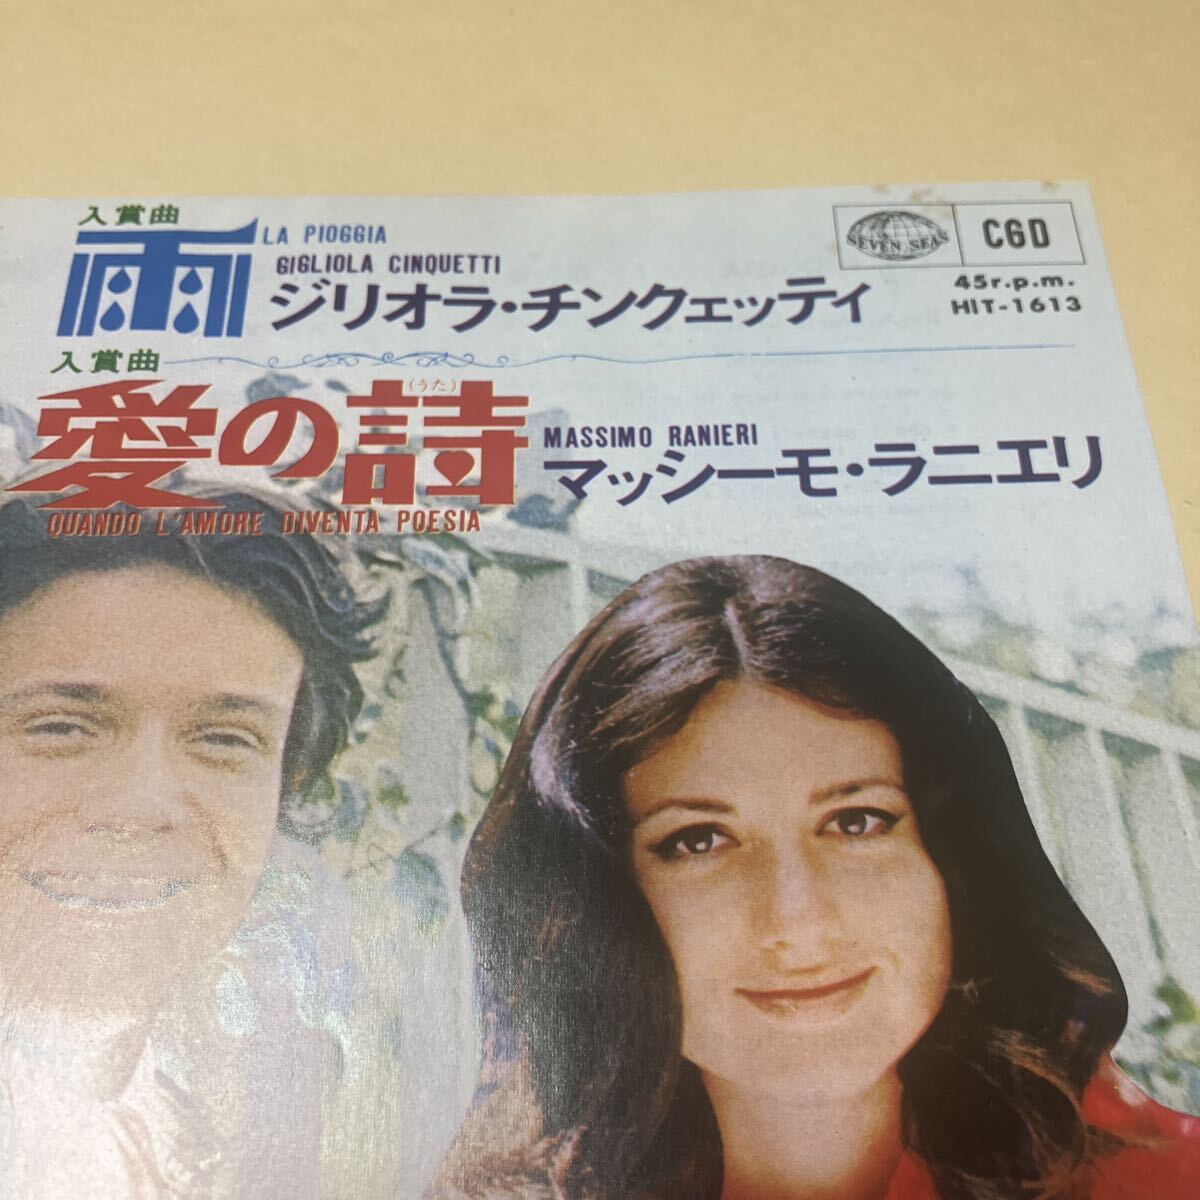 入賞曲
雨 LA PIOGGIA
GIGLIOLA CINQUETTI
ジリオラ・チンクェッティ
SEVEN SEAS
CGD
45r.p.m.
HIT-1613
入賞曲
愛の詩(うた)
MASSIMO RANIERI
マッシーモ・ラニエリ
QUANDO L'AMORE DIVENTA POESIA